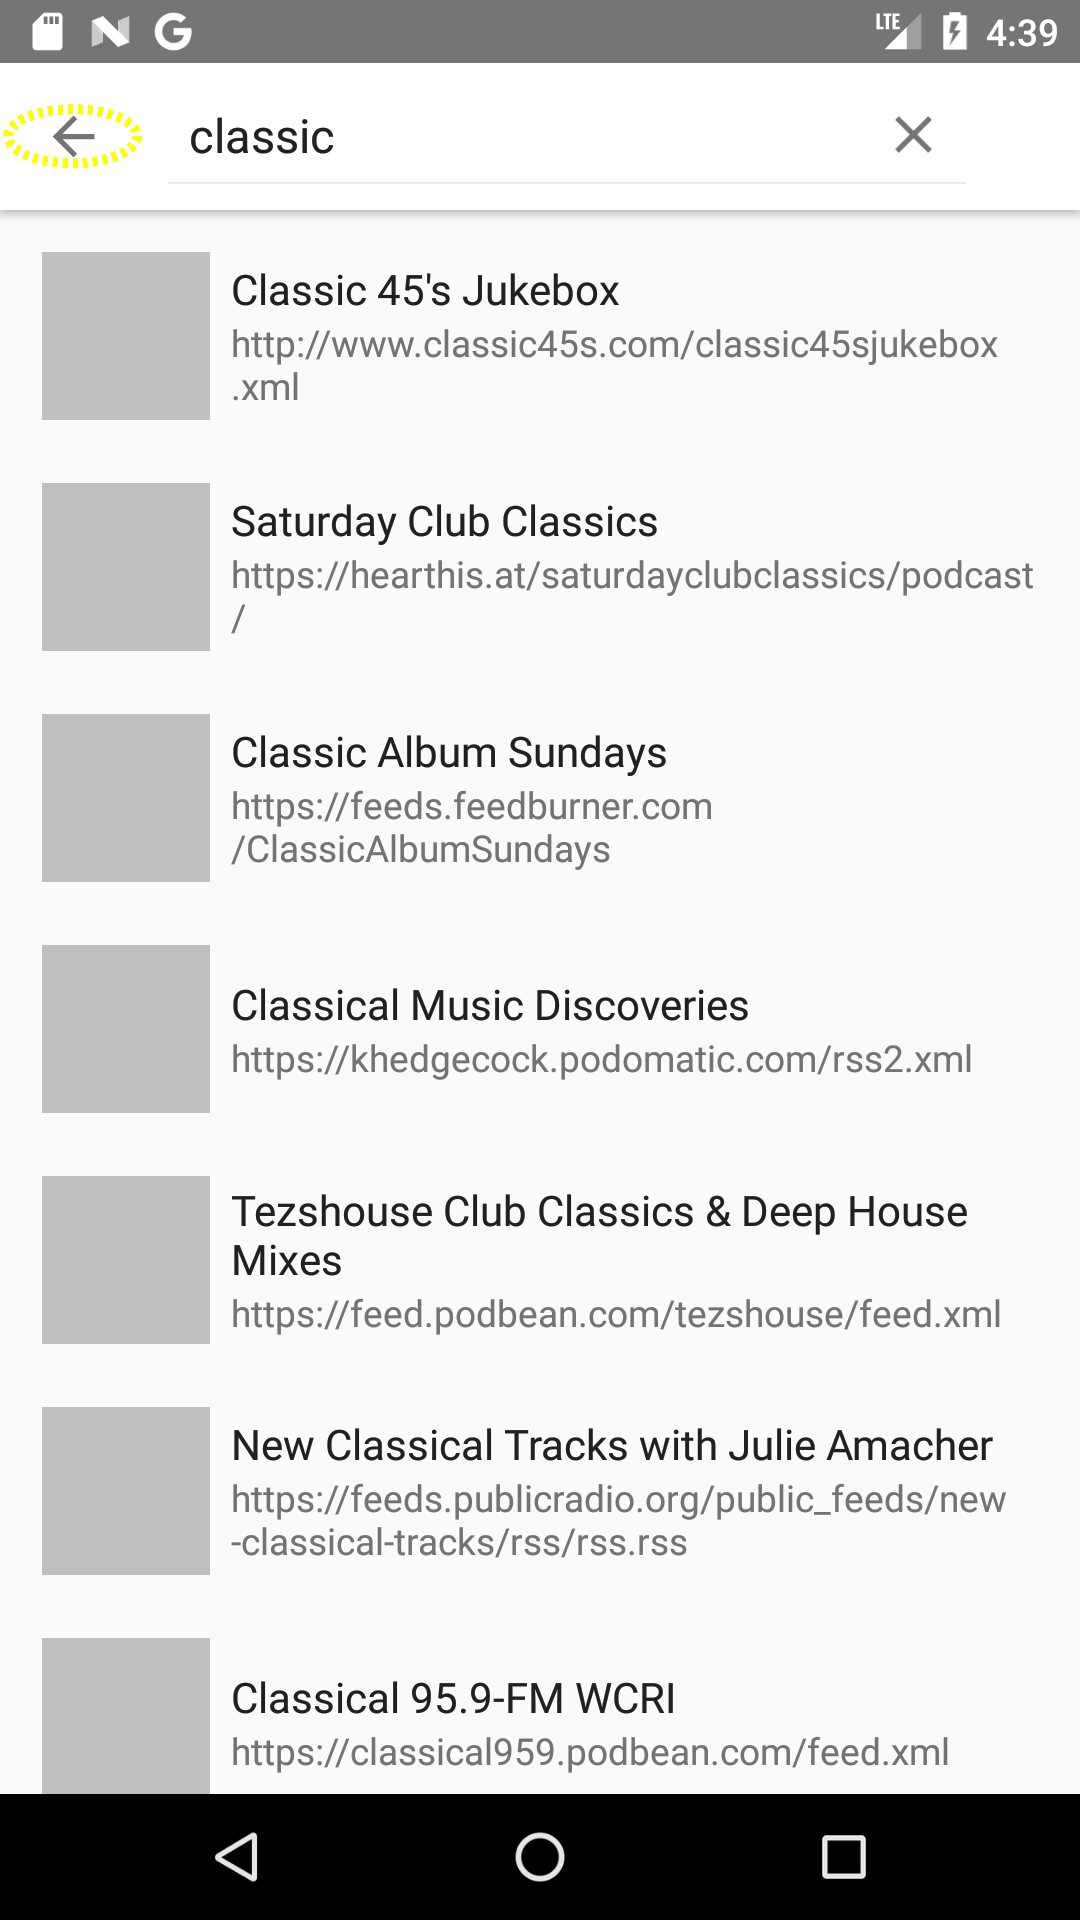 LTE 4:39
classic
Classic 45's Jukebox
http://www.classic45s.com/classic45sjukebox
.xml
Saturday Club Classics
https://hearthis.at/saturdayclubclassics/podcast
/
Classic Album Sundays
https://feeds.feedburner.com
/ClassicAlbumSundays
Classical Music Discoveries
https://khedgecock.podomatic.com/rss2.xml
Tezshouse Club Classics & Deep House
Mixes
https://feed.podbean.com/tezshouse/feed.xml
New Classical Tracks with Julie Amacher
https://feeds.publicradio.org/public_feeds/new
-classical-tracks/rss/rss.rss
Classical 95.9-FM WCRI
https://classical959.podbean.com/feed.xml